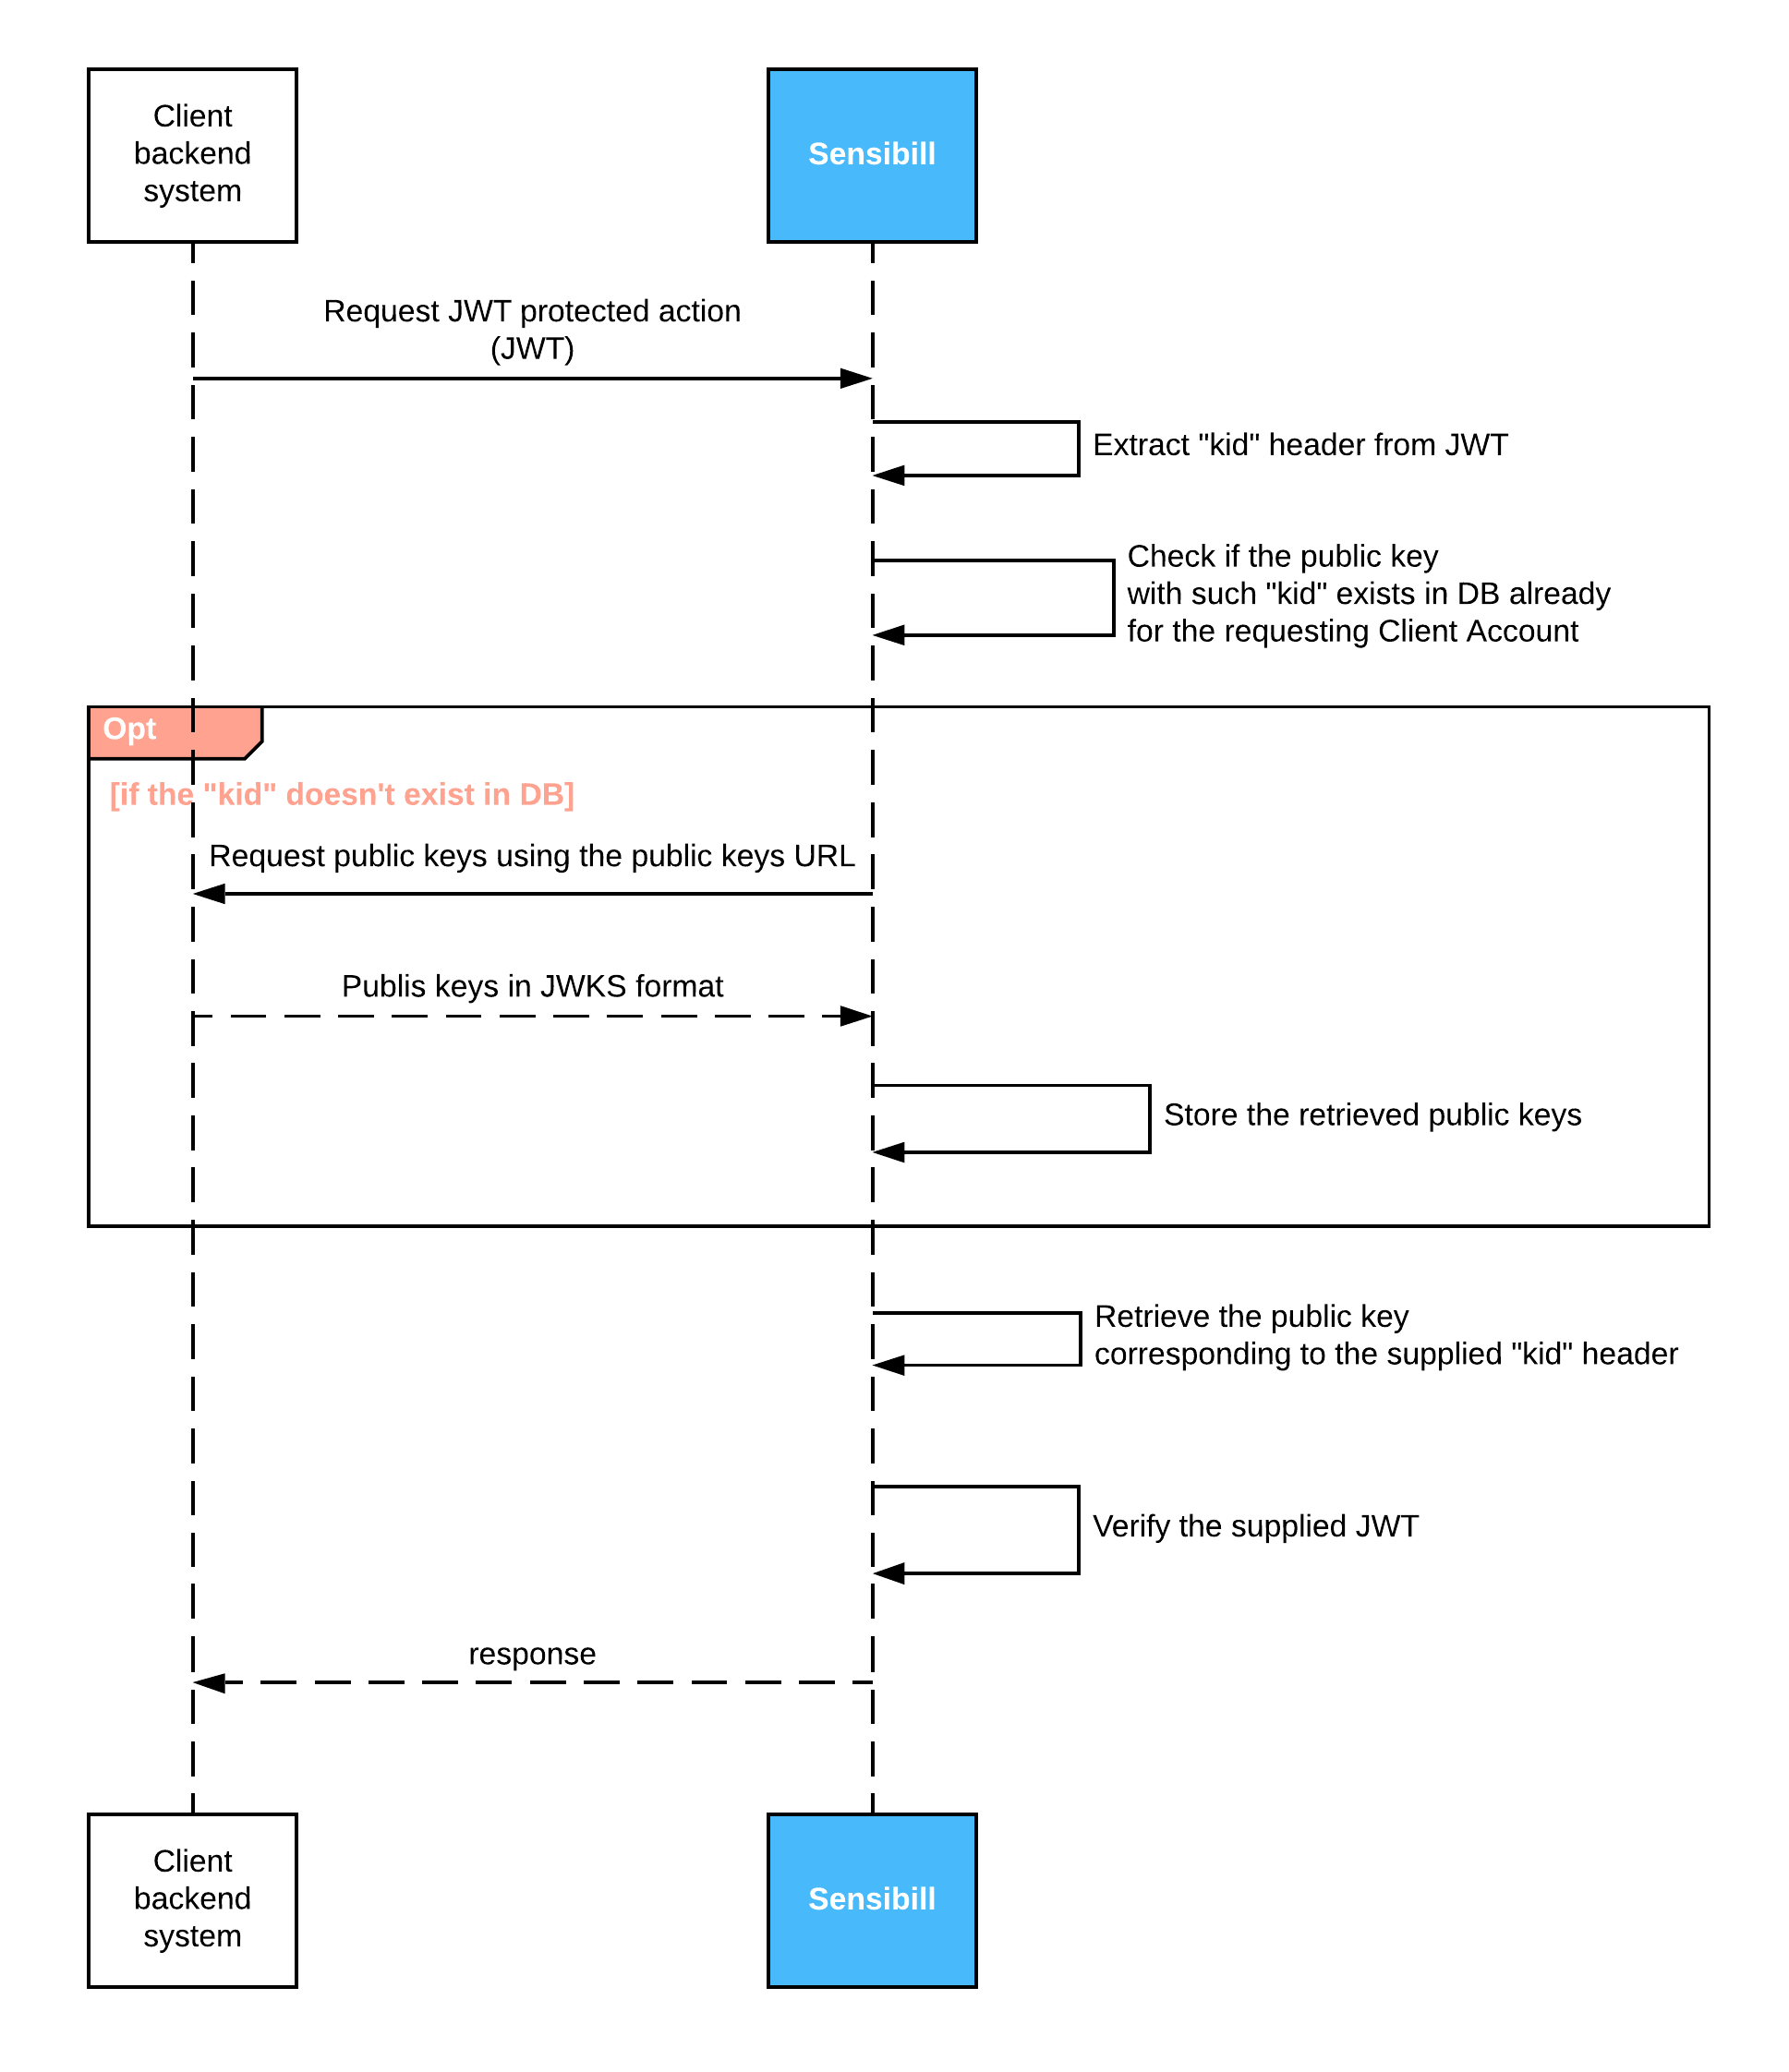 Client
backend
system
Sensibill
Request JWT protected action
(JWT)
Extract "kid" header from JWT
Check if the public key
with such "kid" exists in DB already
for the requesting Client Account
Opt
[if the "kid" doesn't exist in DB]
Request public keys using the public keys URL
Publis keys in JWKS format
Store the retrieved public keys
Retrieve the public key
corresponding to the supplied "kid" header
Verify the supplied JWT
response
Client
backend
system
Sensibill